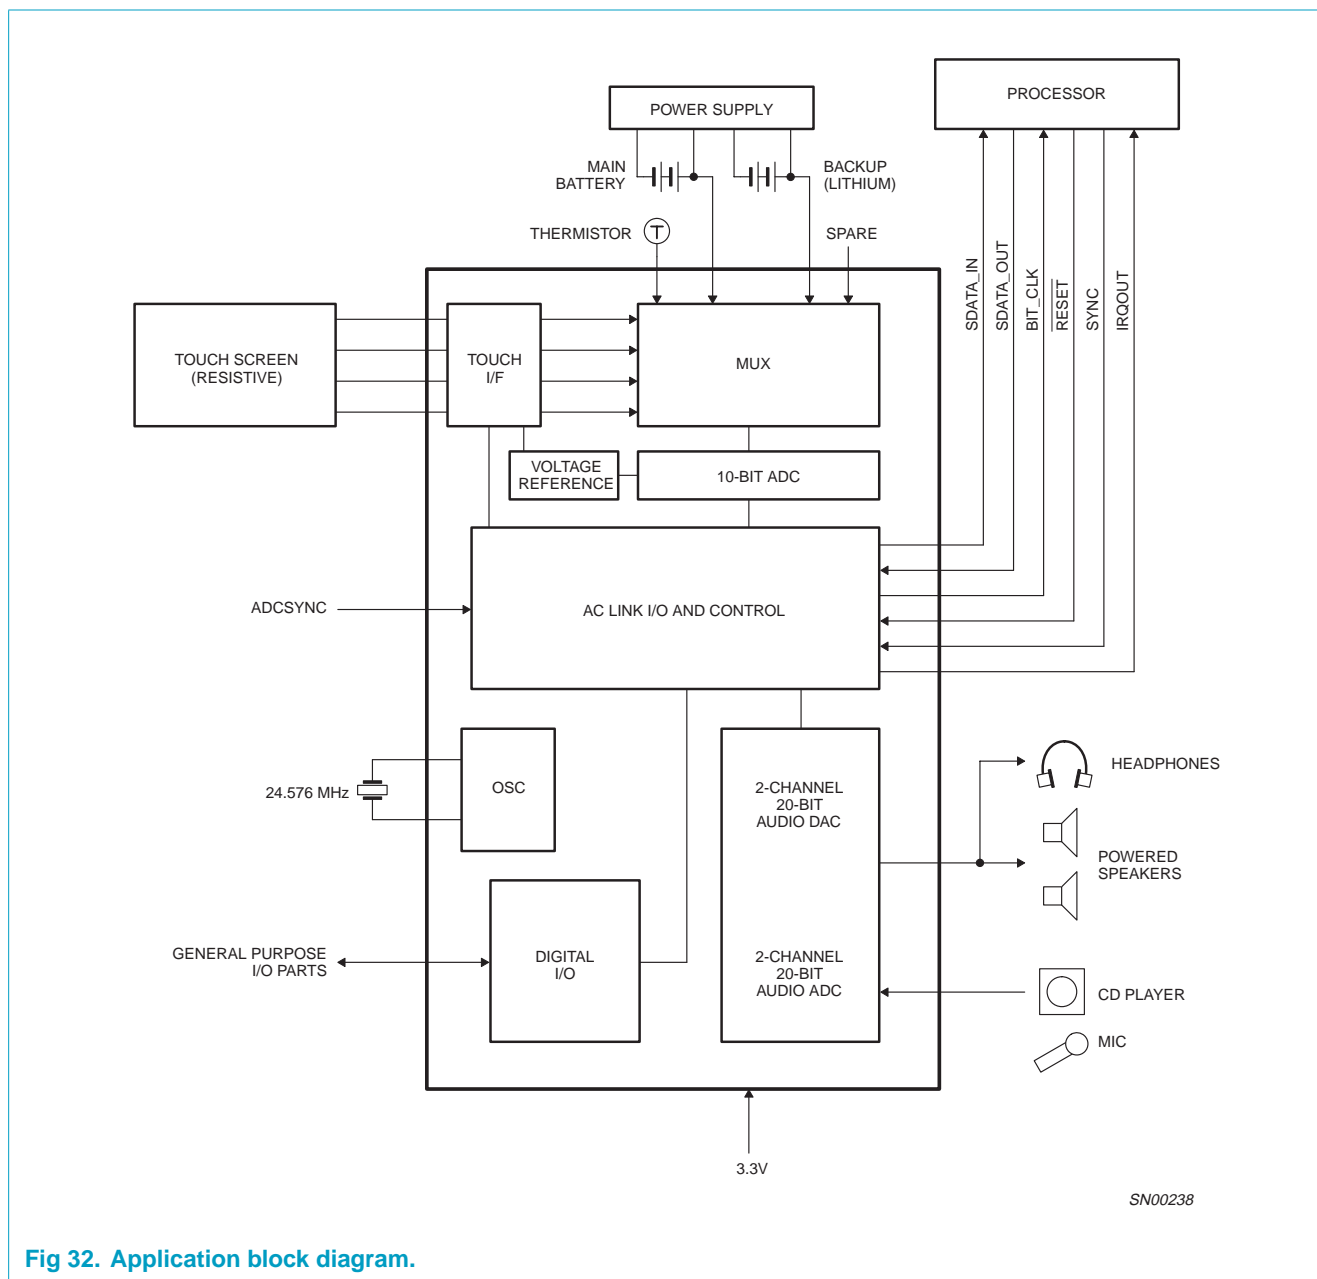 PROCESSOR
POWER SUPPLY
MAIN
BATTERY
BACKUP
(LITHIUM)
THERMISTOR
T
SPARE
SDATA_IN
SDATA_OUT
BIT_CLK
RESET
SYNC
IRQOUT
TOUCH SCREEN
(RESISTIVE)
TOUCH
I/F
MUX
VOLTAGE
REFERENCE
10-BIT ADC
ADCSYNC
AC LINK I/O AND CONTROL
24.576 MHz
OSC
2-CHANNEL
20-BIT
AUDIO DAC
HEADPHONES
POWERED
SPEAKERS
GENERAL PURPOSE
I/O PARTS
DIGITAL
I/O
2-CHANNEL
20-BIT
AUDIO ADC
CD PLAYER
MIC
3.3V
SN00238
Fig 32. Application block diagram.